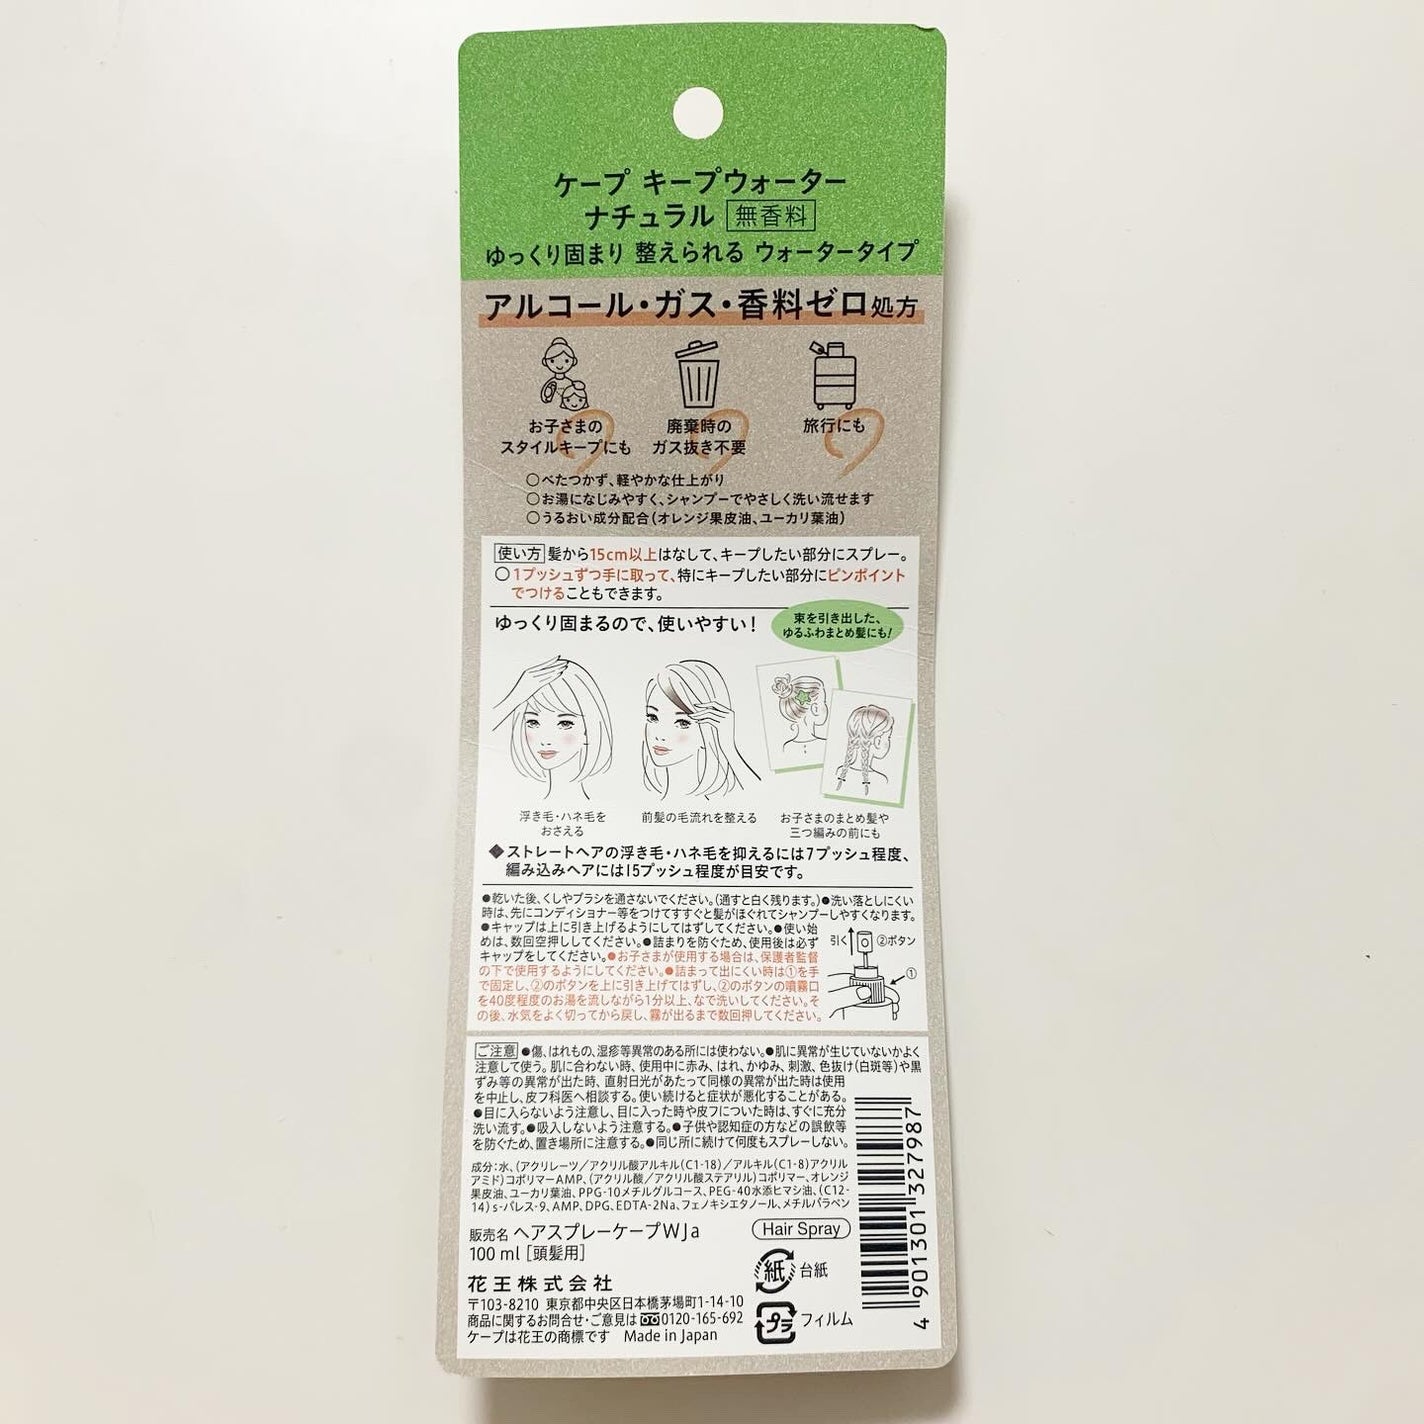 ケープ キープウォーター
ナチュラル 無香料
ゆっくり固まり 整えられる ウォータータイプ
アルコール・ガス・香料ゼロ処方
お子さまの
スタイルキープにも
廃棄時の
ガス抜き不要
旅行にも
○べたつかず、軽やかな仕上がり
○お湯になじみやすく、シャンプーでやさしく洗い流せます
○うるおい成分配合(オレンジ果皮油、ユーカリ葉油)
使い方 髪から15cm以上はなして、キープしたい部分にスプレー。
○1プッシュずつ手に取って、特にキープしたい部分にピンポイント
でつけることもできます。
ゆっくり固まるので、使いやすい!
束を引き出した、
ゆるふわまとめ髪にも!
浮き毛・ハネ毛を
おさえる
前髪の毛流れを整える
お子さまのまとめ髪や
三つ編みの前にも
◆ストレートヘアの浮き毛・ハネ毛を抑えるには7プッシュ程度、
編み込みヘアには15プッシュ程度が目安です。
●乾いた後、くしやブラシを通さないでください。(通すと白く残ります。)●洗い落としにくい
時は、先にコンディショナー等をつけてすすぐと髪がほぐれてシャンプーしやすくなります。
●キャップは上に引き上げるようにしてはずしてください。●使い始
めは、数回空押ししてください。●詰まりを防ぐため、使用後は必ず
キャップをしてください。●お子さまが使用する場合は、保護者監督
の下で使用するようにしてください。●詰まって出にくい時は①を手
で固定し、②のボタンを上に引き上げてはずし、②のボタンの噴霧口
を40度程度のお湯を流しながら1分以上、なで洗いしてください。そ
の後、水気をよく切ってから戻し、霧が出るまで数回押してください。
引く ②ボタン
①
ご注意 ●傷、はれもの、湿疹等異常のある所には使わない。●肌に異常が生じていないかよく
注意して使う。肌に合わない時、使用中に赤み、はれ、かゆみ、刺激、色抜け(白斑等)や黒
ずみ等の異常が出た時、直射日光があたって同様の異常が出た時は使用
を中止し、皮フ科医へ相談する。使い続けると症状が悪化することがある。
●目に入らないよう注意し、目に入った時や皮フについた時は、すぐに充分
洗い流す。●吸入しないよう注意する。●子供や認知症の方などの誤飲等
を防ぐため、置き場所に注意する。●同じ所に続けて何度もスプレーしない。
成分:水、(アクリレーツ/アクリル酸アルキル(C1-18)/アルキル(C1-8)アクリル
アミド)コポリマーAMP、(アクリル酸/アクリル酸ステアリル)コポリマー、オレンジ
果皮油、ユーカリ葉油、PPG-10メチルグルコース、PEG-40水添ヒマシ油、(C12-
14)s-パレス-9、AMP、DPG、EDTA-2Na、フェノキシエタノール、メチルパラベン
販売名 ヘアスプレーケープWJa
Hair Spray
100 ml [頭髪用]
花王株式会社
〒103-8210 東京都中央区日本橋茅場町1-14-10
商品に関するお問合せ・ご意見は 0120-165-692
ケープは花王の商標です Made in Japan
紙 台紙
プラ フィルム
4 901301 327987